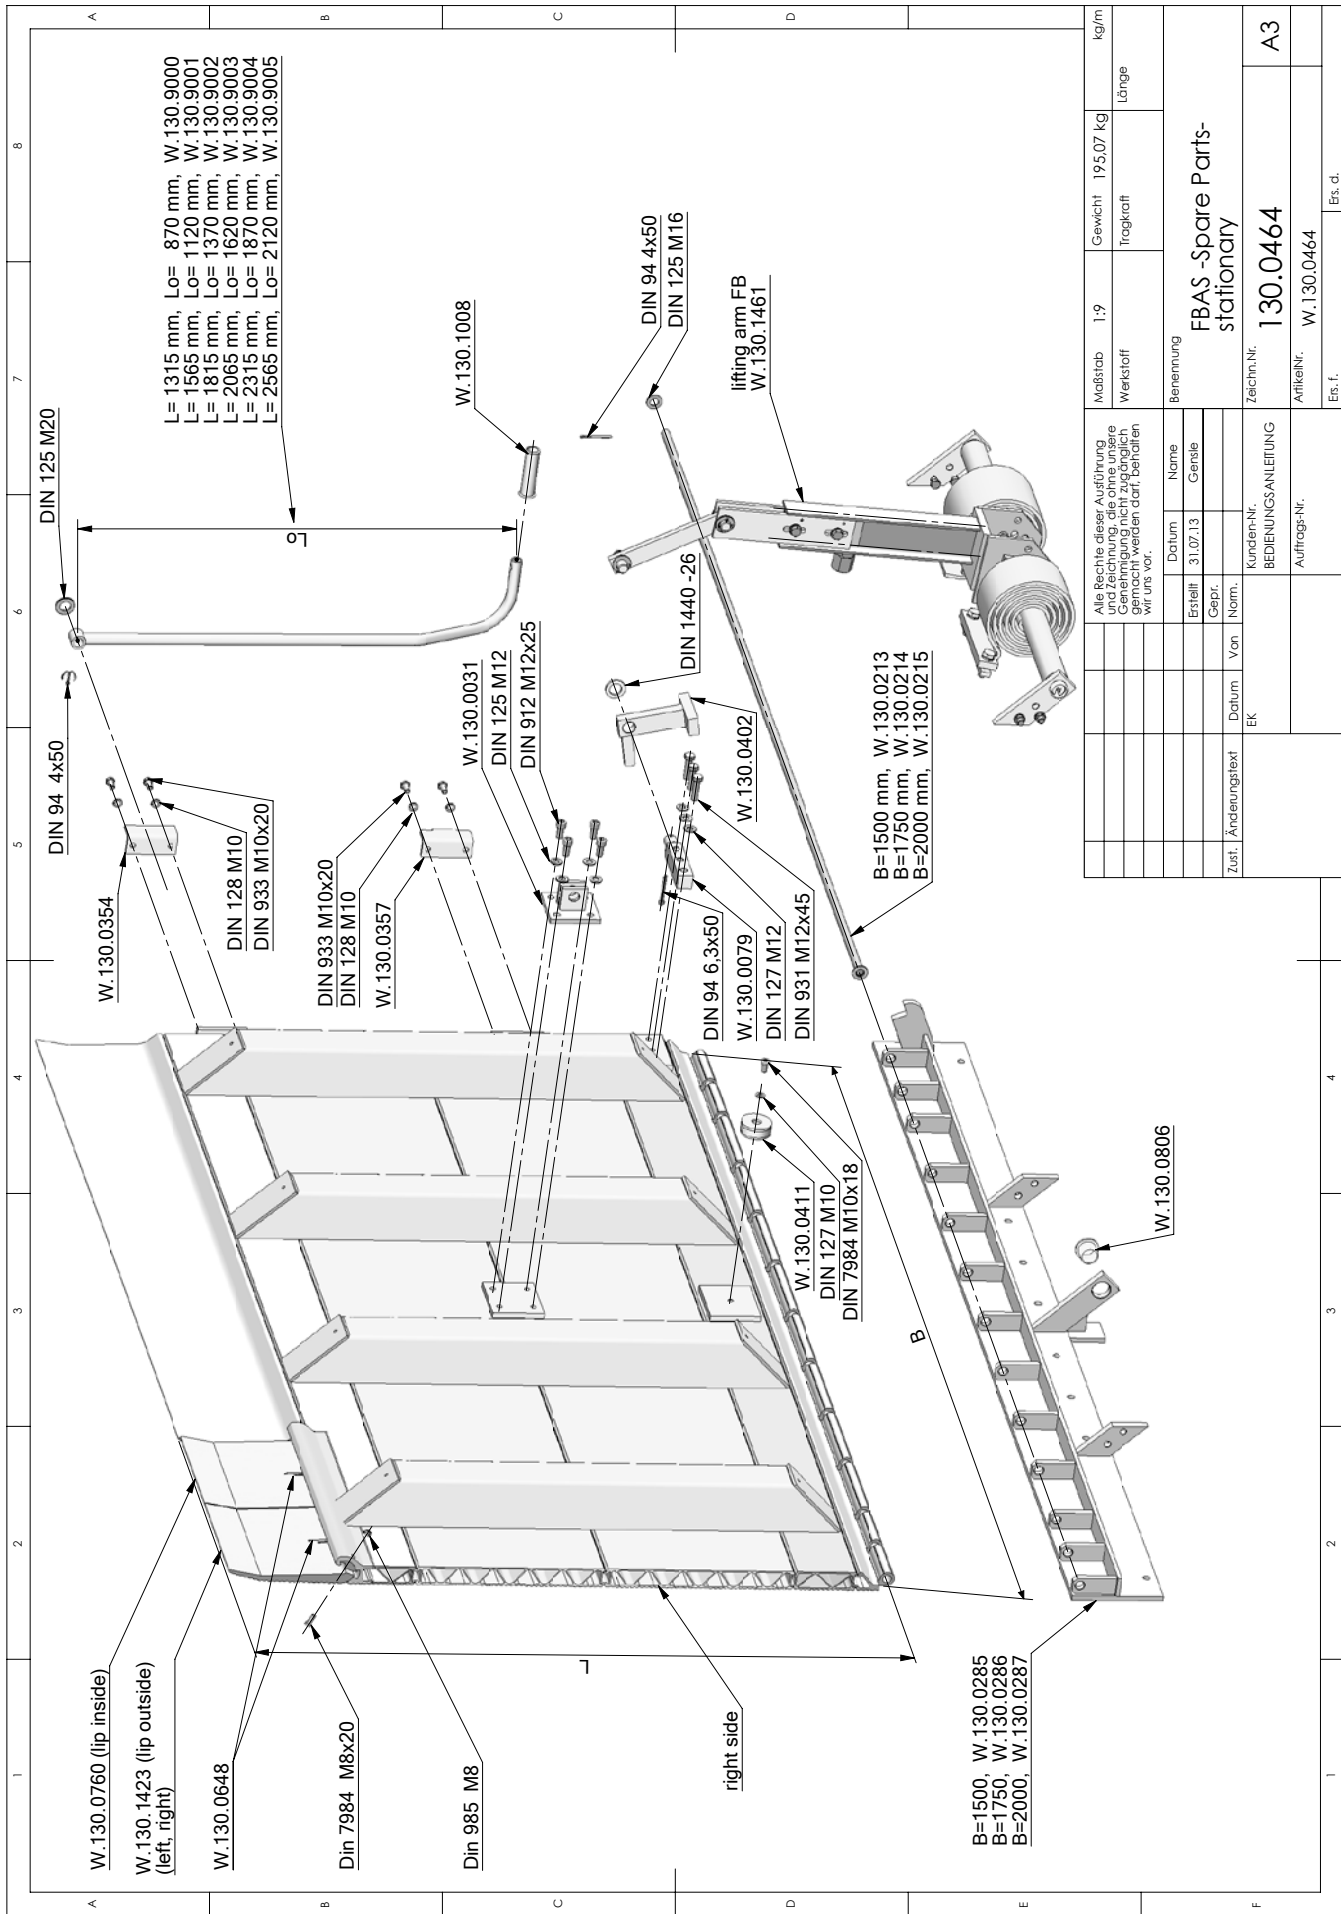 1
2
3
4
5
6
7
8
A
B
C
D
W.130.0760 (lip inside)
W.130.1423 (lip outside)
(left, right)
W.130.0648
Din 7984 M8x20
Din 985 M8
right side
L
B
B=1500, W.130.0285
B=1750, W.130.0286
B=2000, W.130.0287
W.130.0354
DIN 94 4x50
DIN 125 M20
DIN 128 M10
DIN 933 M10x20
DIN 933 M10x20
DIN 128 M10
W.130.0357
Lo
L= 1315 mm, Lo= 870 mm, W.130.9000
L= 1565 mm, Lo= 1120 mm, W.130.9001
L= 1815 mm, Lo= 1370 mm, W.130.9002
L= 2065 mm, Lo= 1620 mm, W.130.9003
L= 2315 mm, Lo= 1870 mm, W.130.9004
L= 2565 mm, Lo= 2120 mm, W.130.9005
W.130.1008
W.130.0031
DIN 125 M12
DIN 912 M12x25
DIN 94 4x50
DIN 125 M16
lifting arm FB
W.130.1461
DIN 1440 -26
W.130.0402
DIN 94 6,3x50
W.130.0079
DIN 127 M12
DIN 931 M12x45
W.130.0411
DIN 127 M10
DIN 7984 M10x18
B=1500 mm, W.130.0213
B=1750 mm, W.130.0214
B=2000 mm, W.130.0215
W.130.0806
Alle Rechte dieser Ausführung
und Zeichnung, die ohne unsere
Genehmigung nicht zugänglich
gemacht werden darf, behalten
wir uns vor.
Maßstab 1:9
Gewicht 195,07 kg
kg/m
Werkstoff
Tragkraft
Länge
Datum
Name
Benennung
Erstellt 31.07.13 Gensle
FBAS -Spare Parts-
stationary
Gepr.
Norm.
Zust. Änderungstext Datum Von
EK
Kunden-Nr.
BEDIENUNGSANLEITUNG
Zeichn.Nr.
130.0464
A3
Auftrags-Nr.
ArtikelNr.
W.130.0464
Ers. f.
Ers. d.
A
B
C
D
E
F
1
2
3
4